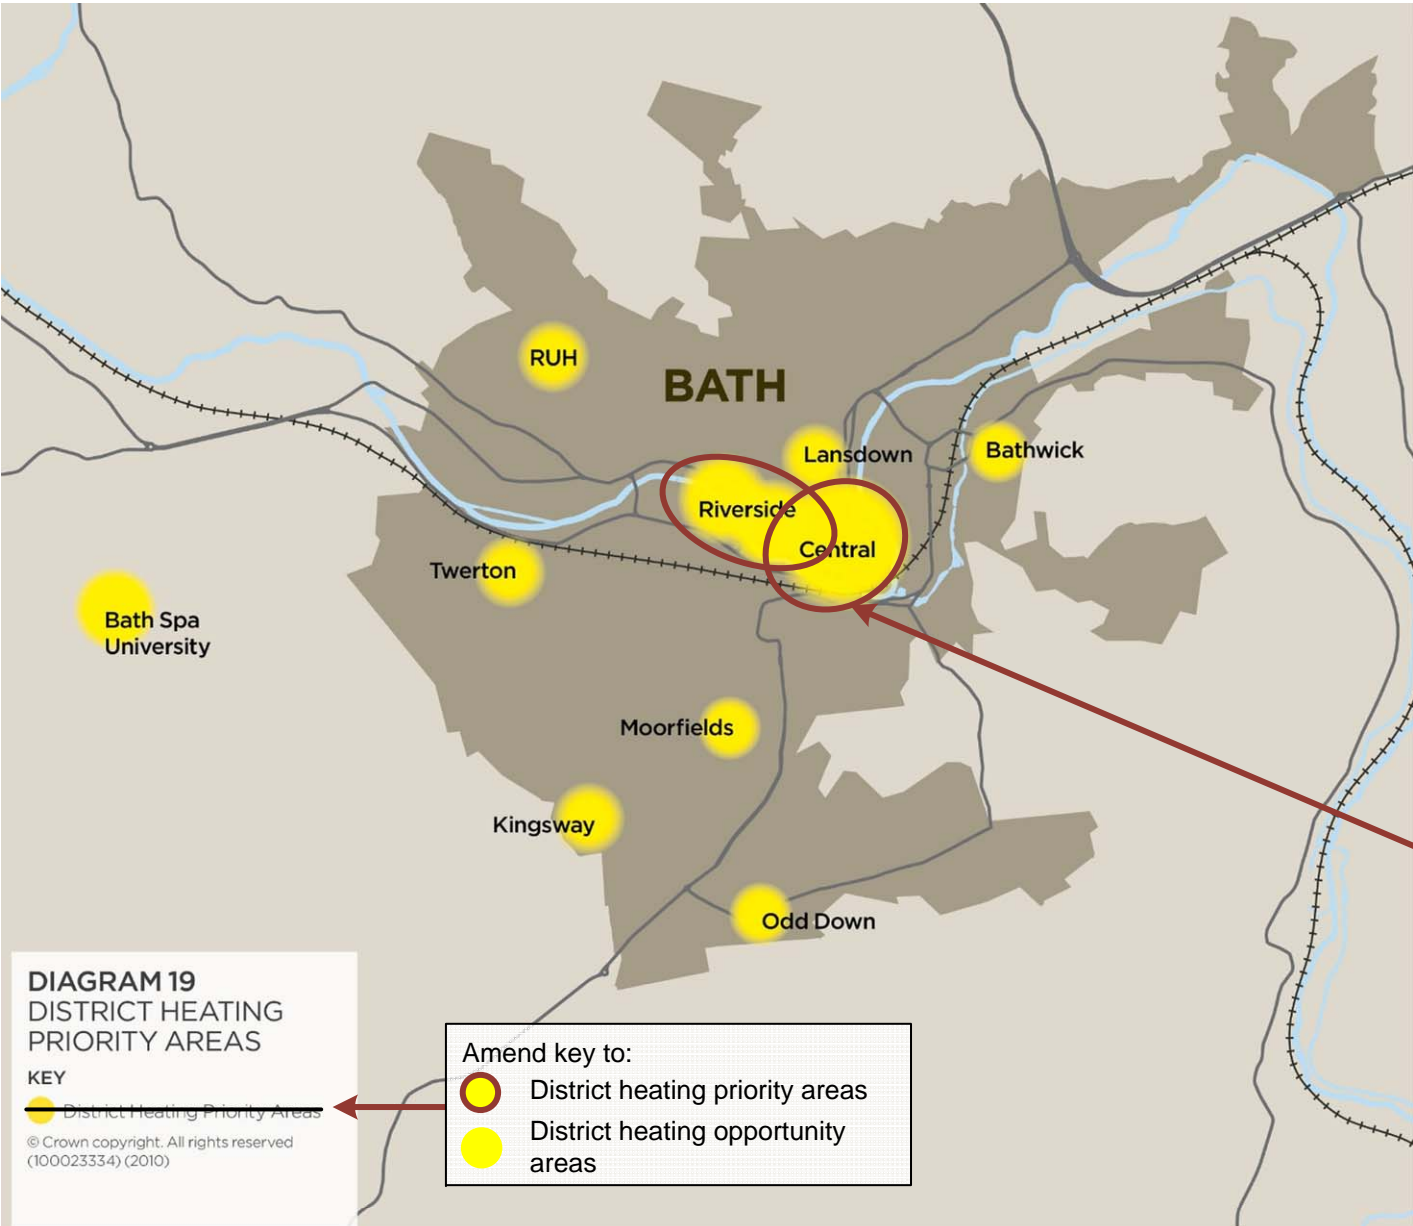 RUH
BATH
Lansdown
Bathwick
Riverside
Central
Twerton
Bath Spa
University
Moorfields
Kingsway
Odd Down
DIAGRAM 19
DISTRICT HEATING
PRIORITY AREAS
KEY
District Heating Priority Areas
© Crown copyright. All rights reserved
(100023334) (2010)
Amend key to:
District heating priority areas
District heating opportunity
areas